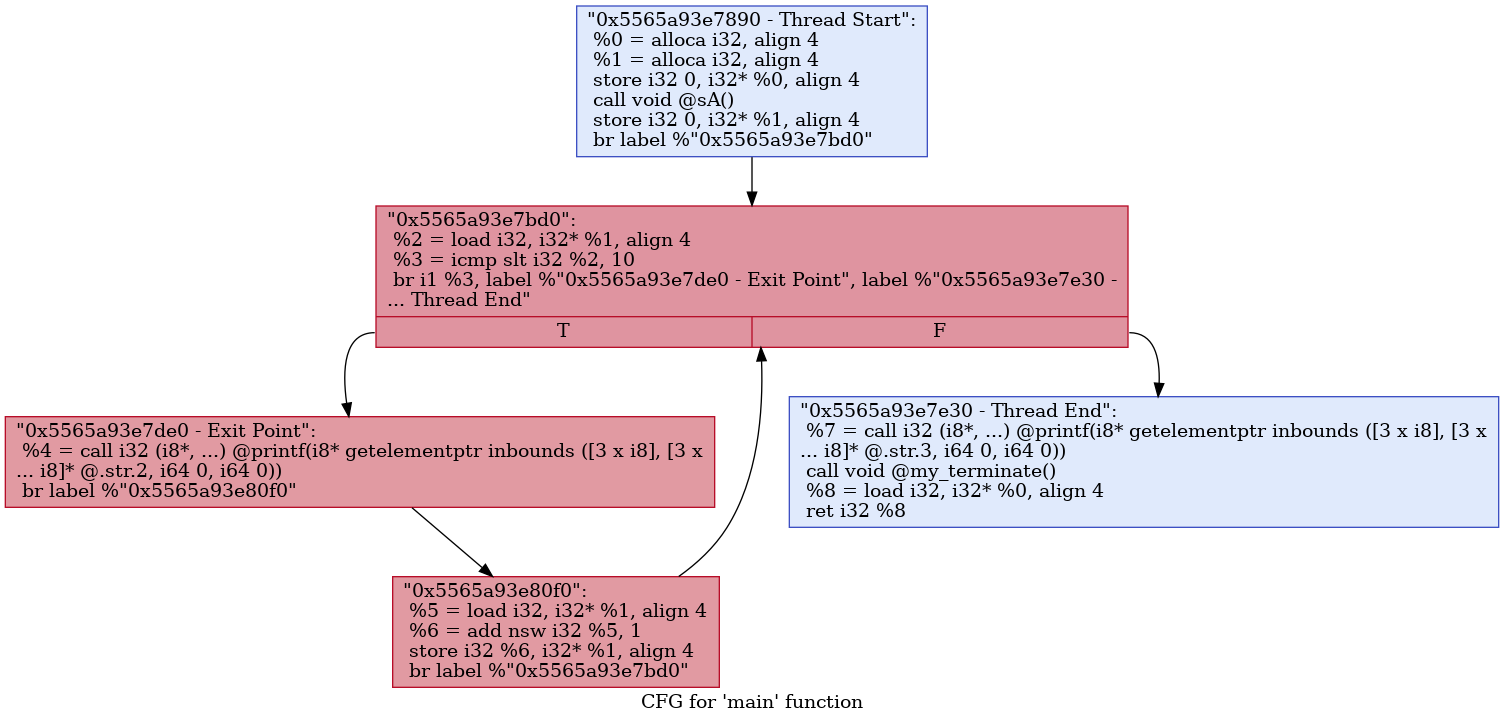 "0x5565a93e7890 - Thread Start":
%0 = alloca i32, align 4
%1 = alloca i32, align 4
store i32 0, i32* %0, align 4
call void @sA()
store i32 0, i32* %1, align 4
br label %"0x5565a93e7bd0"
"0x5565a93e7bd0":
%2 = load i32, i32* %1, align 4
%3 = icmp slt i32 %2, 10
br i1 %3, label %"0x5565a93e7de0 - Exit Point", label %"0x5565a93e7e30 -
... Thread End"
T
F
"0x5565a93e7de0 - Exit Point":
%4 = call i32 (i8*, ...) @printf(i8* getelementptr inbounds ([3 x i8], [3 x
... i8]* @.str.2, i64 0, i64 0))
br label %"0x5565a93e80f0"
"0x5565a93e7e30 - Thread End":
%7 = call i32 (i8*, ...) @printf(i8* getelementptr inbounds ([3 x i8], [3 x
... i8]* @.str.3, i64 0, i64 0))
call void @my_terminate()
%8 = load i32, i32* %0, align 4
ret i32 %8
"0x5565a93e80f0":
%5 = load i32, i32* %1, align 4
%6 = add nsw i32 %5, 1
store i32 %6, i32* %1, align 4
br label %"0x5565a93e7bd0"
CFG for 'main' function